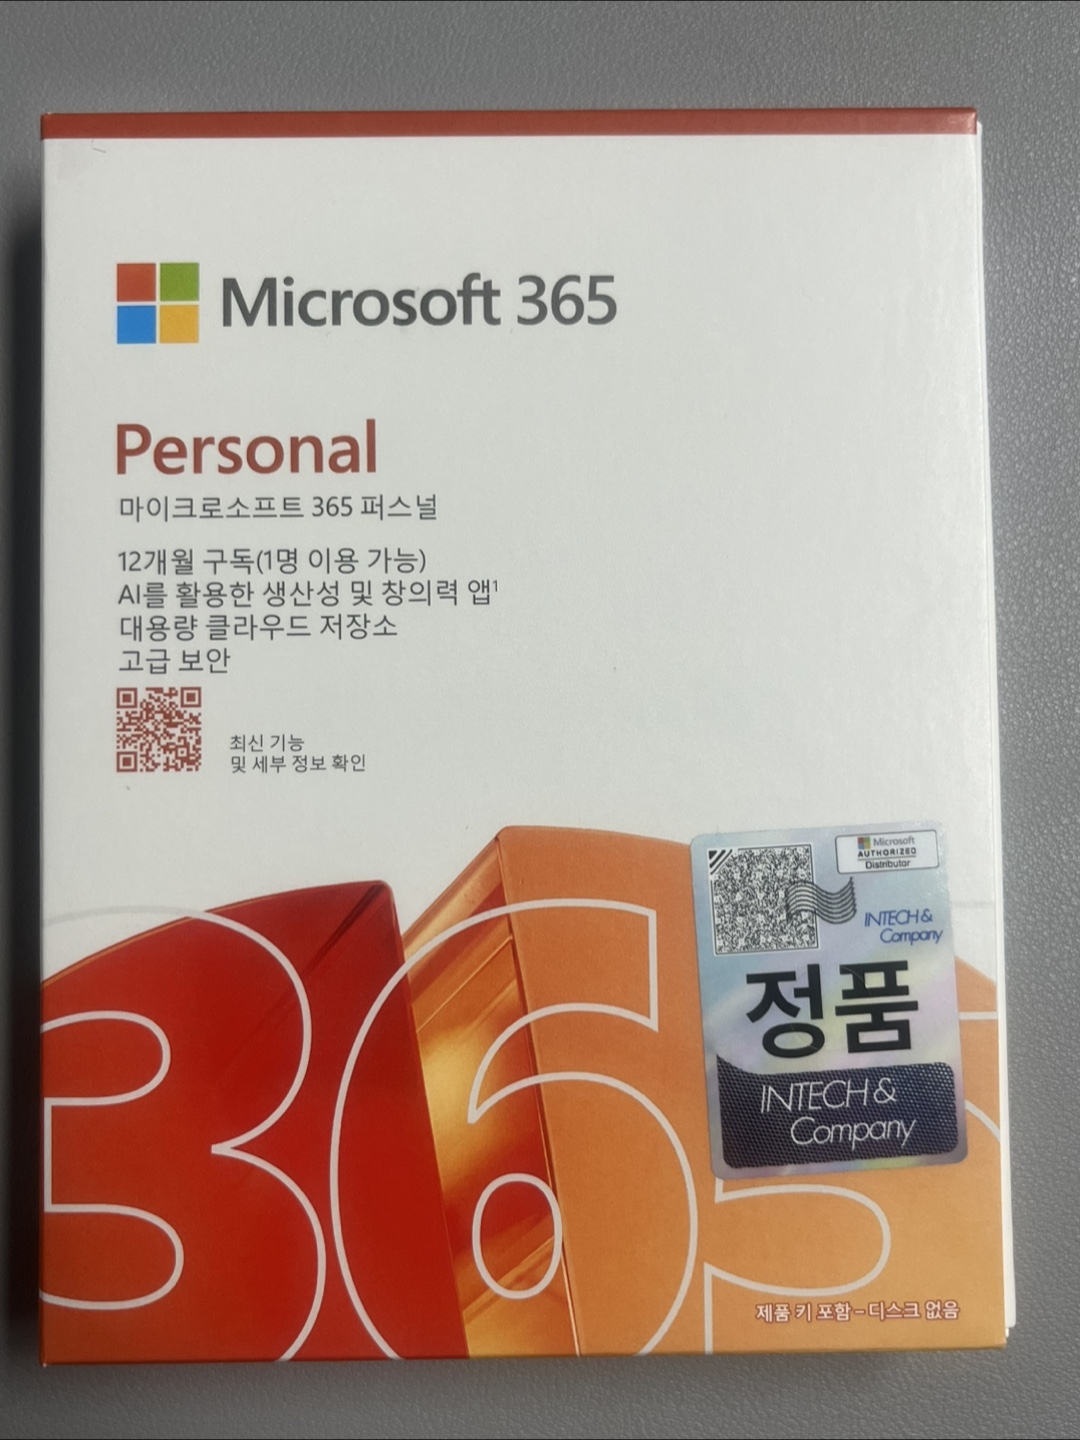 Microsoft 365
Personal
마이크로소프트 365 퍼스널
12개월 구독(1명 이용 가능)
AI를 활용한 생산성 및 창의력 앱¹
대용량 클라우드 저장소
고급 보안
최신 기능
및 세부 정보 확인
Microsoft
AUTHORIZED
Distributor
INTECH &
Company
정품
INTECH &
Company
365
제품 키 포함 – 디스크 없음